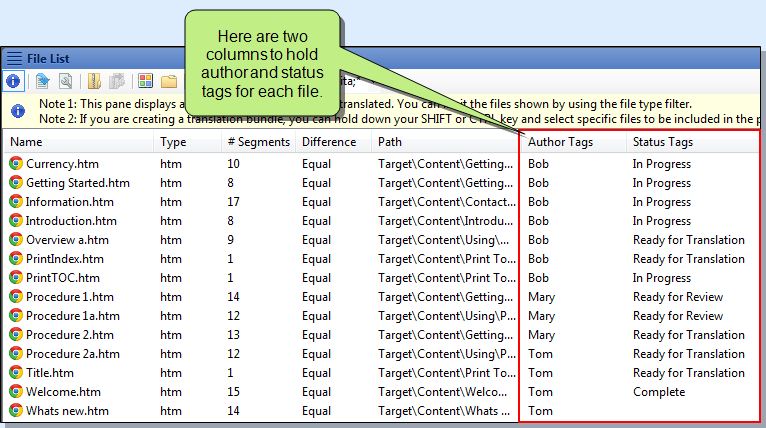 Here are two
columns to hold
author and status
tags for each file.
File List
Note 1: This pane displays a translated. You can it the files shown by using the file type filter.
Note 2: If you are creating a translation bundle, you can hold down your SHIFT or CTRL key and select specific files to be included in the p
Name Type # Segments Difference Path Author Tags Status Tags
Currency.htm htm 10 Equal Target\Content\Getting... Bob In Progress
Getting Started.htm htm 8 Equal Target\Content\Getting... Bob In Progress
Information.htm htm 17 Equal Target\Content\Contact... Bob In Progress
Introduction.htm htm 8 Equal Target\Content\Introdu... Bob In Progress
Overview a.htm htm 9 Equal Target\Content\Using\... Bob Ready for Translation
PrintIndex.htm htm 1 Equal Target\Content\Print To... Bob Ready for Translation
PrintTOC.htm htm 1 Equal Target\Content\Print To... Bob In Progress
Procedure 1.htm htm 14 Equal Target\Content\Getting... Mary Ready for Review
Procedure 1a.htm htm 12 Equal Target\Content\Using\P... Mary Ready for Review
Procedure 2.htm htm 13 Equal Target\Content\Getting... Mary Ready for Translation
Procedure 2a.htm htm 12 Equal Target\Content\Using\P... Tom Ready for Translation
Title.htm htm 1 Equal Target\Content\Print To... Tom Ready for Translation
Welcome.htm htm 15 Equal Target\Content\Welco... Tom Complete
Whats new.htm htm 14 Equal Target\Content\Whats ... Tom